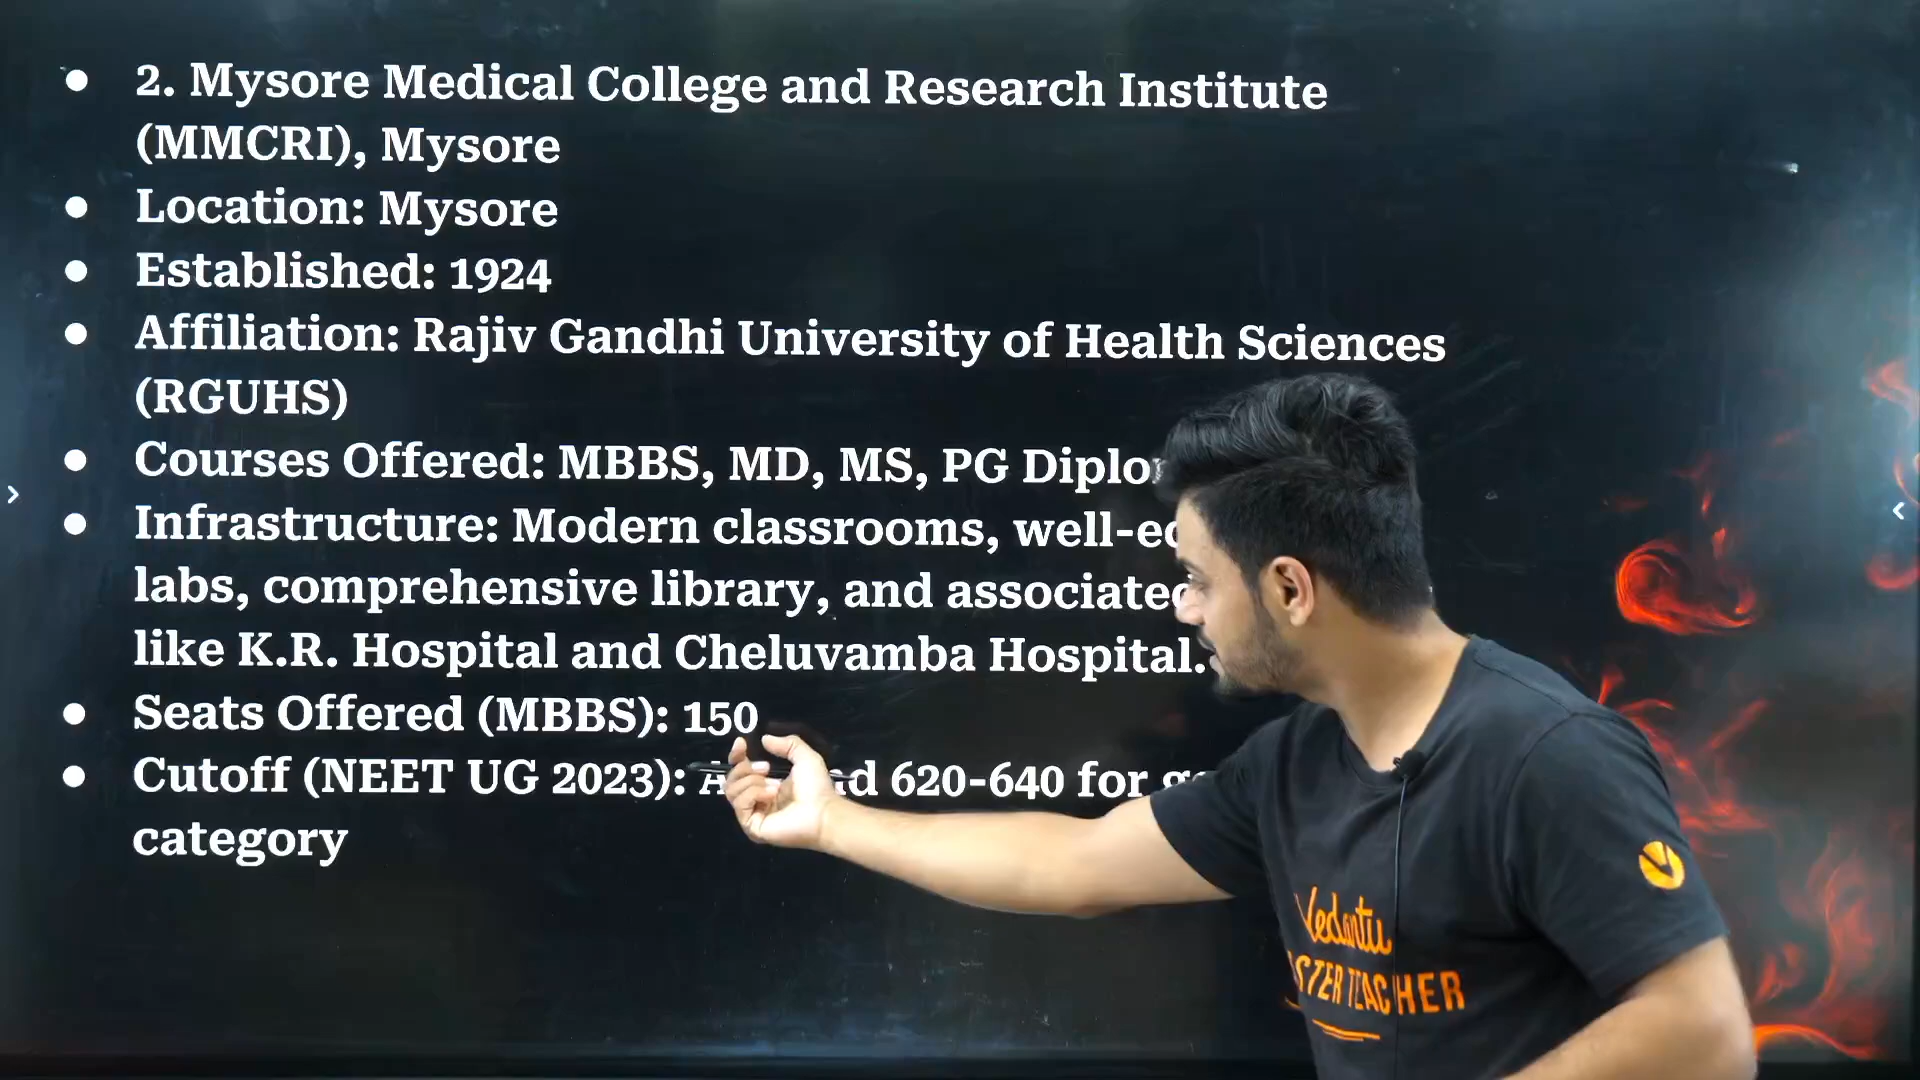 2. Mysore Medical College and Research Institute
(MMCRI), Mysore
Location: Mysore
Established: 1924
Affiliation: Rajiv Gandhi University of Health Sciences
(RGUHS)
Courses Offered: MBBS, MD, MS, PG
Infrastructure: Modern classrooms,
labs, comprehensive library, and associated
like K.R. Hospital and Cheluvamba Hospital.
Seats Offered (MBBS): 150
Cutoff (NEET UG 2023): 620-640 for
category
Vedantu